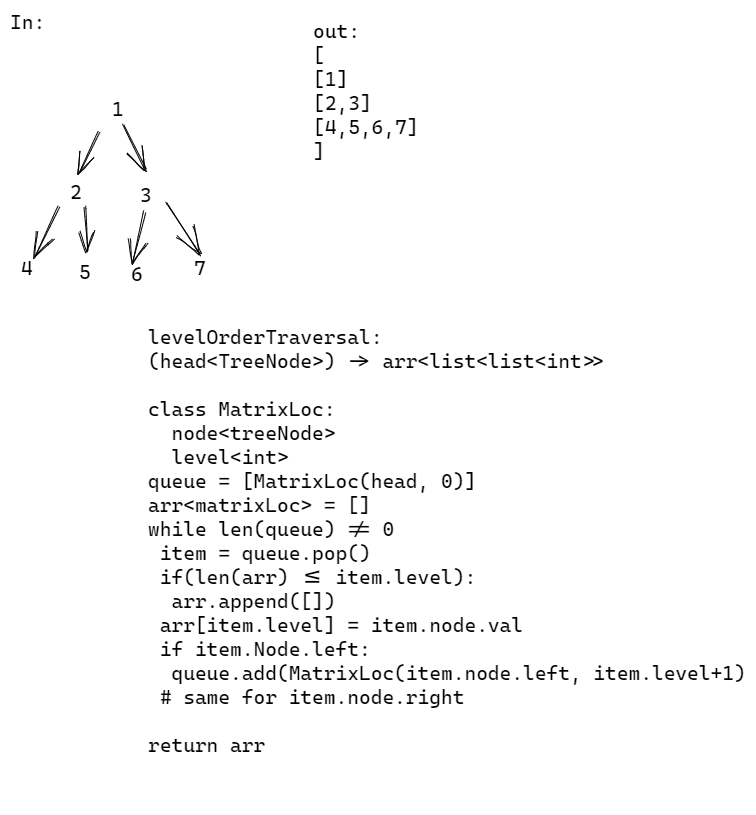 In:
out:
[
[1]
[2,3]
[4,5,6,7]
]
1
2 3
4 5 6 7
levelOrderTraversal:
(head<TreeNode>) → arr<list<list<int>>
class MatrixLoc:
node<treeNode>
level<int>
queue = [MatrixLoc(head, 0)]
arr<matrixLoc> = []
while len(queue) ≠ 0
item = queue.pop()
if(len(arr) ≤ item.level):
arr.append([])
arr[item.level] = item.node.val
if item.Node.left:
queue.add(MatrixLoc(item.node.left, item.level+1)
# same for item.node.right
return arr